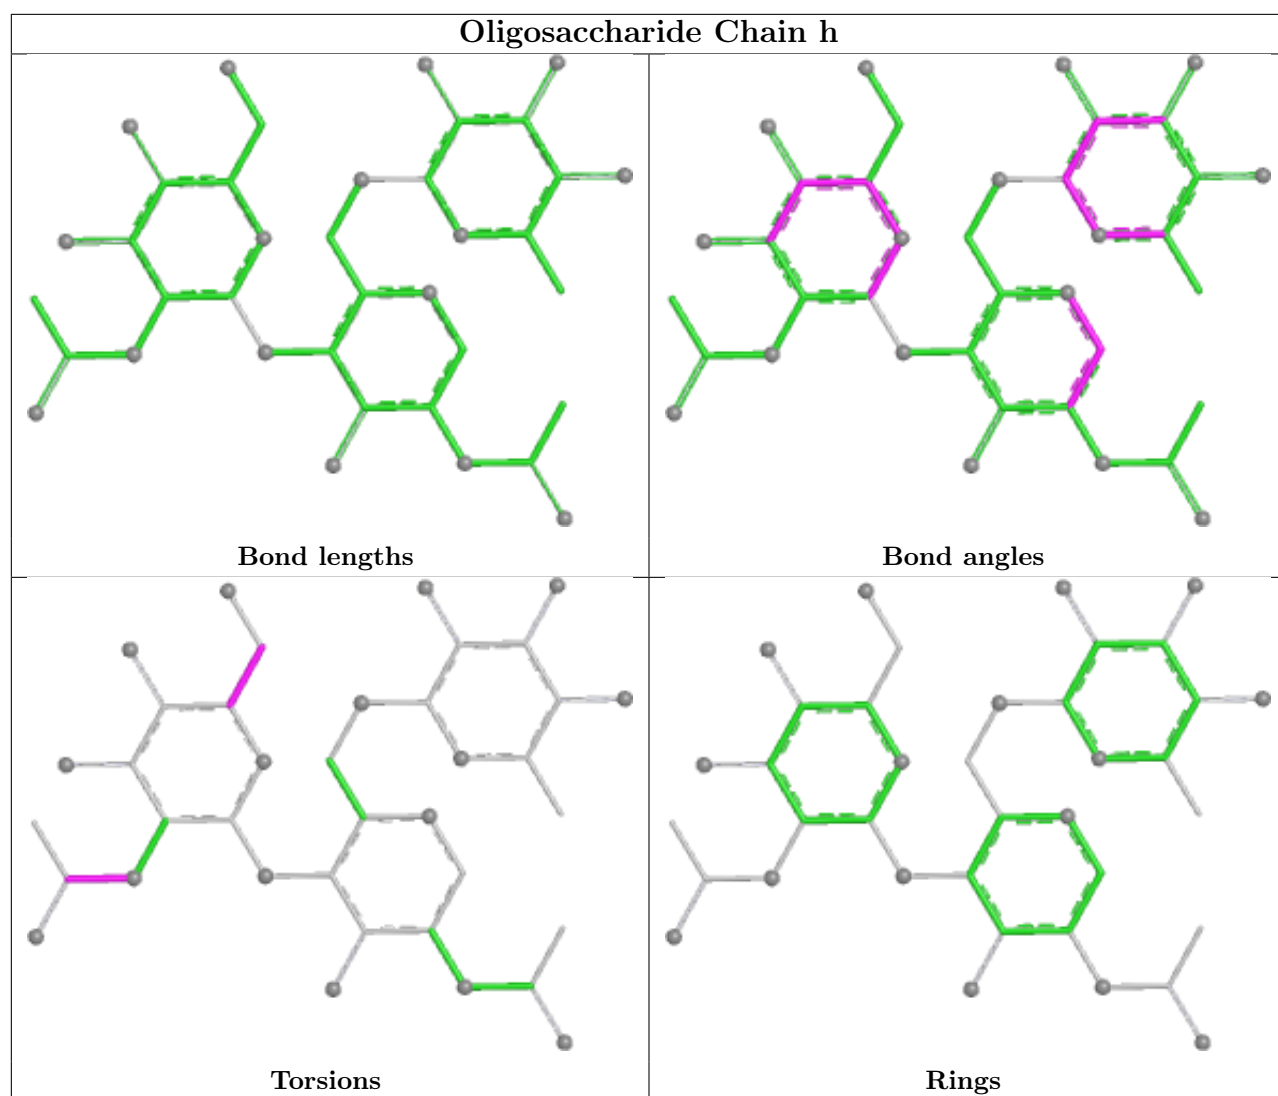 Oligosaccharide Chain h
Bond lengths
Bond angles
Torsions
Rings